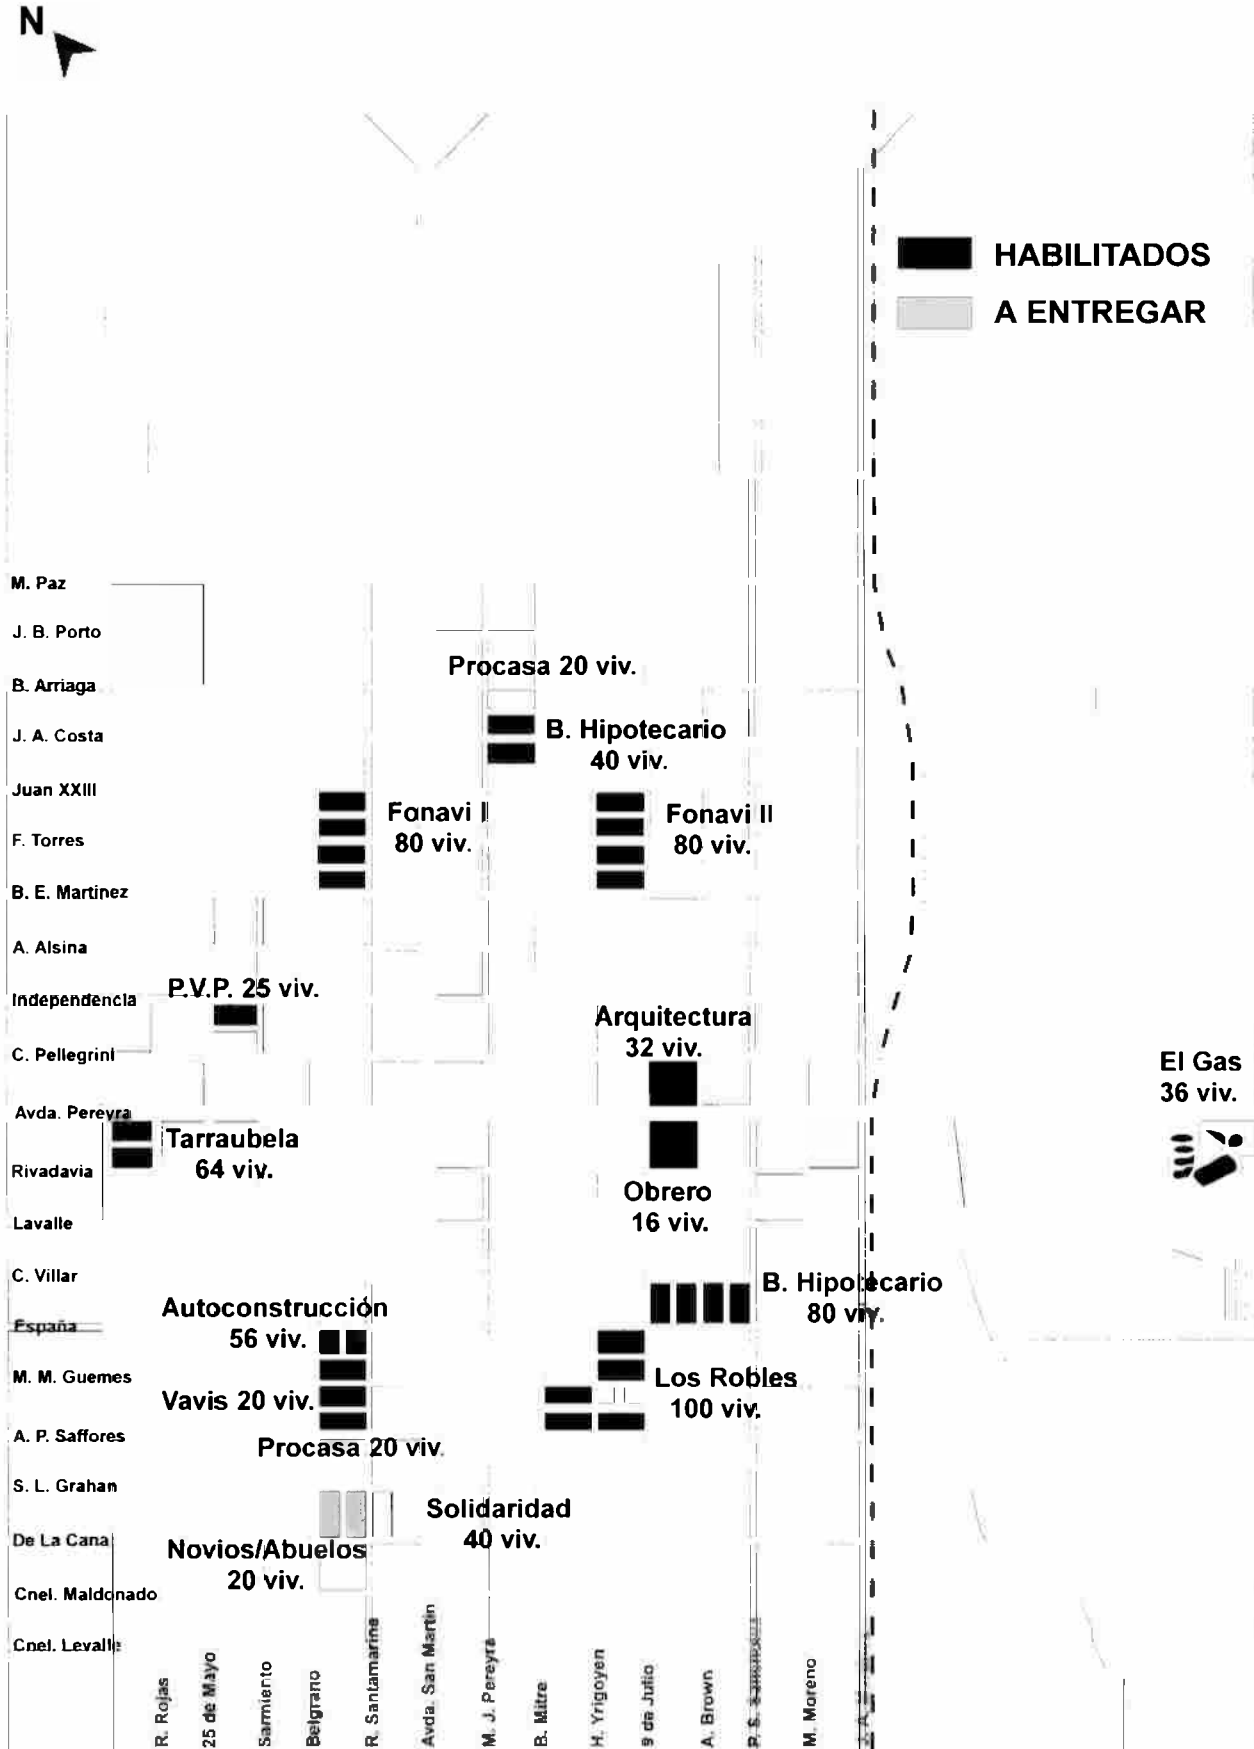 N
HABILITADOS
A ENTREGAR
M. Paz
J. B. Porto
Procasa 20 viv.
B. Arriaga
J. A. Costa
B. Hipotecario
40 viv.
Juan XXIII
Fonavi I
80 viv.
Fonavi II
80 viv.
F. Torres
B. E. Martinez
A. Alsina
P.V.P. 25 viv.
Independencia
Arquitectura
32 viv.
C. Pellegrini
El Gas
36 viv.
Avda. Pereyra
Tarraubela
64 viv.
Rivadavia
Obrero
16 viv.
Lavalle
C. Villar
B. Hipotecario
80 viv.
Autoconstrucción
56 viv.
España
M. M. Guemes
Los Robles
100 viv.
Vavis 20 viv.
A. P. Saffores
Procasa 20 viv.
S. L. Grahan
Solidaridad
40 viv.
De La Cana
Novios/Abuelos
20 viv.
Cnel. Maldonado
Cnel. Levalle
R. Rojas
25 de Mayo
Sarmiento
Belgrano
R. Santamarina
Avda. San Martin
M. J. Pereyra
B. Mitre
H. Yrigoyen
9 de Julio
A. Brown
M. Moreno